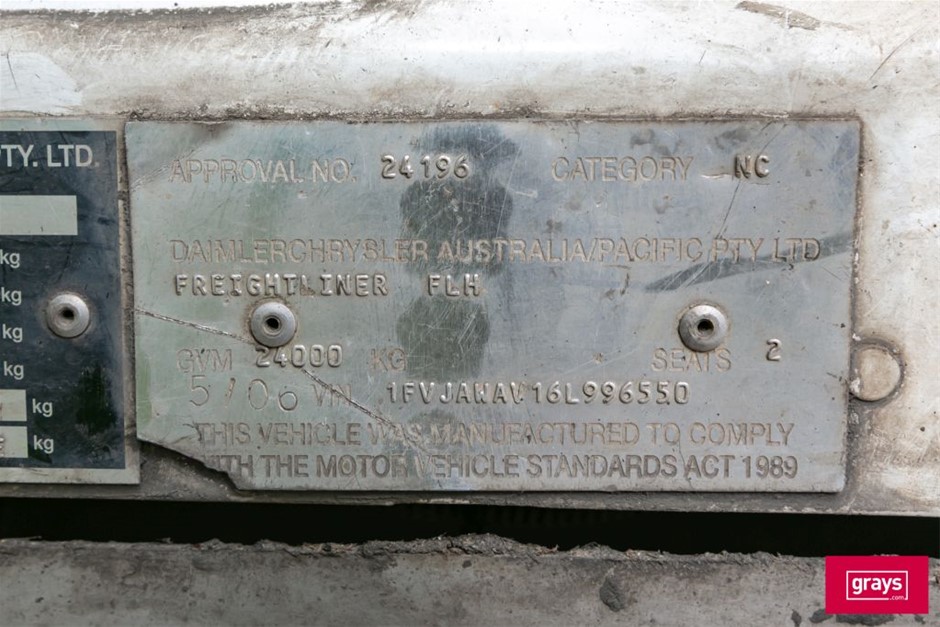 TY. LTD.
kg
kg
kg
kg
kg
kg
APPROVAL NO. 24196 CATEGORY NC
DAIMLERCHRYSLER AUSTRALIA/PACIFIC PTY LTD
FREIGHTLINER FLH
GVM 24000 KG SEATS 2
5/06 VIN 1FVJAWAV16L996550
THIS VEHICLE WAS MANUFACTURED TO COMPLY
WITH THE MOTOR VEHICLE STANDARDS ACT 1989
grays
.com